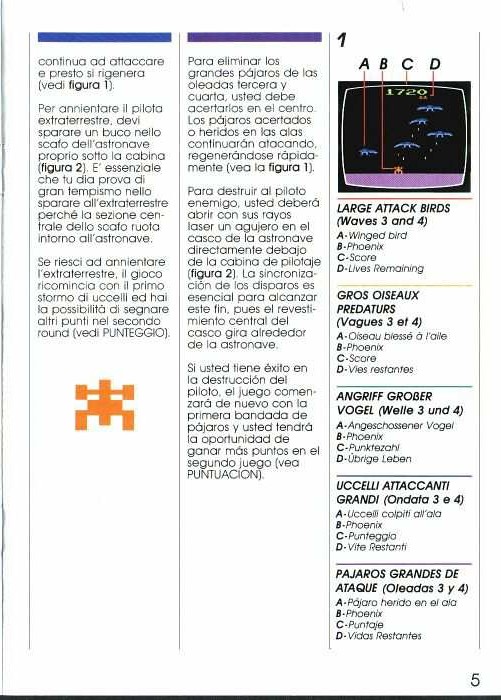 continua ad attaccare
e presto si rigenera
(vedi figura 1).
Per annientare il pilota
extraterrestre, devi
sparare un buco nello
scafo dell'astronave
proprio sotto la cabina
(figura 2). E' essenziale
che tu dia prova di
gran tempismo nello
sparare all'extraterrestre
perché la sezione cen-
trale dello scafo ruota
intorno all'astronave.
Se riesci ad annientare
l'extraterrestre, il gioco
ricomincia con il primo
stormo di uccelli ed hai
la possibilità di segnare
altri punti nel secondo
round (vedi PUNTEGGIO).
Para eliminar los
grandes pájaros de las
oleadas tercera y
cuarta, usted debe
acertarlos en el centro.
Los pájaros acertados
o heridos en las alas
continuarán atacando,
regenerándose rápida-
mente (vea la figura 1).
Para destruir al piloto
enemigo, usted deberá
abrir con sus rayos
laser un agujero en el
casco de la astronave
directamente debajo
de la cabina de pilotaje
(figura 2). La sincroniza-
ción de los disparos es
esencial para alcanzar
este fin, pues el revesti-
miento central del
casco gira alrededor
de la astronave.
Si usted tiene éxito en
la destrucción del
piloto, el juego comen-
zará de nuevo con la
primera bandada de
pájaros y usted tendrá
la oportunidad de
ganar más puntos en el
segundo juego (vea
PUNTUACION).
1
A B C D
1720
LARGE ATTACK BIRDS
(Waves 3 and 4)
A-Winged bird
B-Phoenix
C-Score
D-Lives Remaining
GROS OISEAUX
PREDATURS
(Vagues 3 et 4)
A-Oiseau blessé à l'aile
B-Phoenix
C-Score
D-Vies restantes
ANGRIFF GROßER
VOGEL (Welle 3 und 4)
A-Angeschossener Vogel
B-Phoenix
C-Punktezahl
D-Übrige Leben
UCCELLI ATTACCANTI
GRANDI (Ondata 3 e 4)
A-Uccelli colpiti all'ala
B-Phoenix
C-Punteggio
D-Vite Restanti
PAJAROS GRANDES DE
ATAQUE (Oleadas 3 y 4)
A-Pájaro herido en el ala
B-Phoenix
C-Puntaje
D-Vidas Restantes
5